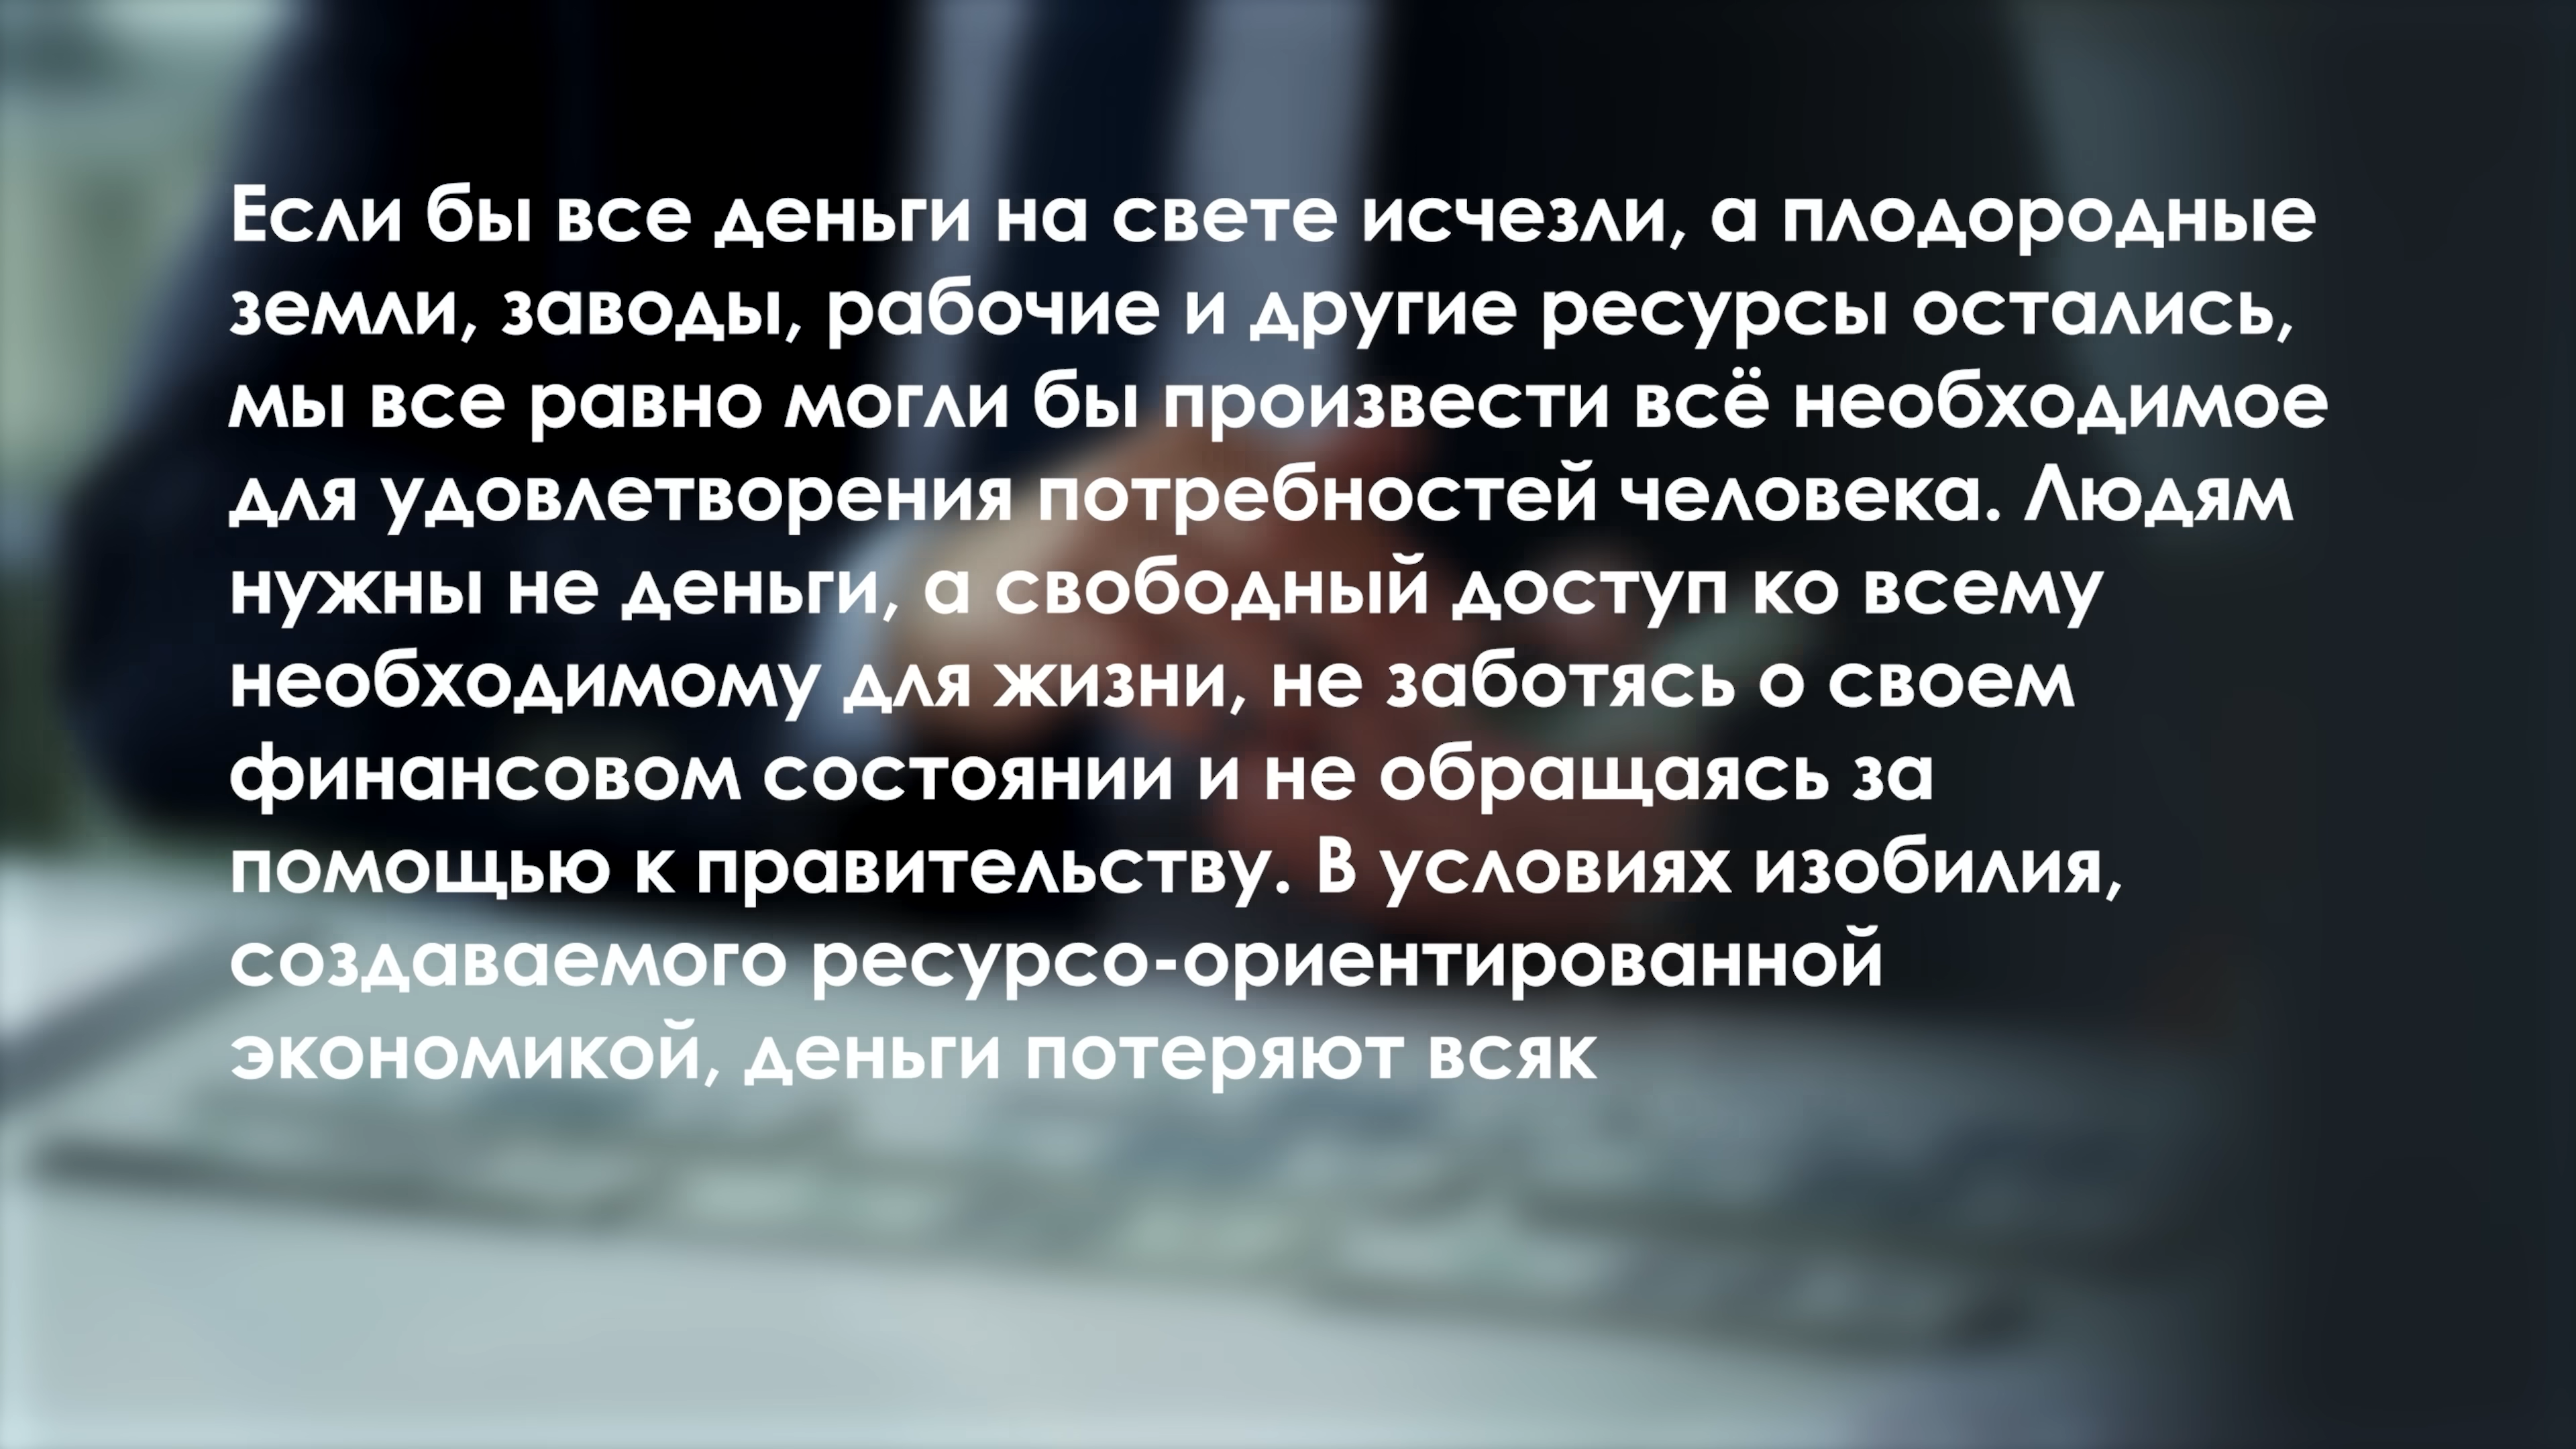 Если бы все деньги на свете исчезли, а плодородные
земли, заводы, рабочие и другие ресурсы остались,
мы все равно могли бы произвести всё необходимое
для удовлетворения потребностей человека. Людям
нужны не деньги, а свободный доступ ко всему
необходимому для жизни, не заботясь о своем
финансовом состоянии и не обращаясь за
помощью к правительству. В условиях изобилия,
создаваемого ресурсо-ориентированной
экономикой, деньги потеряют всяк